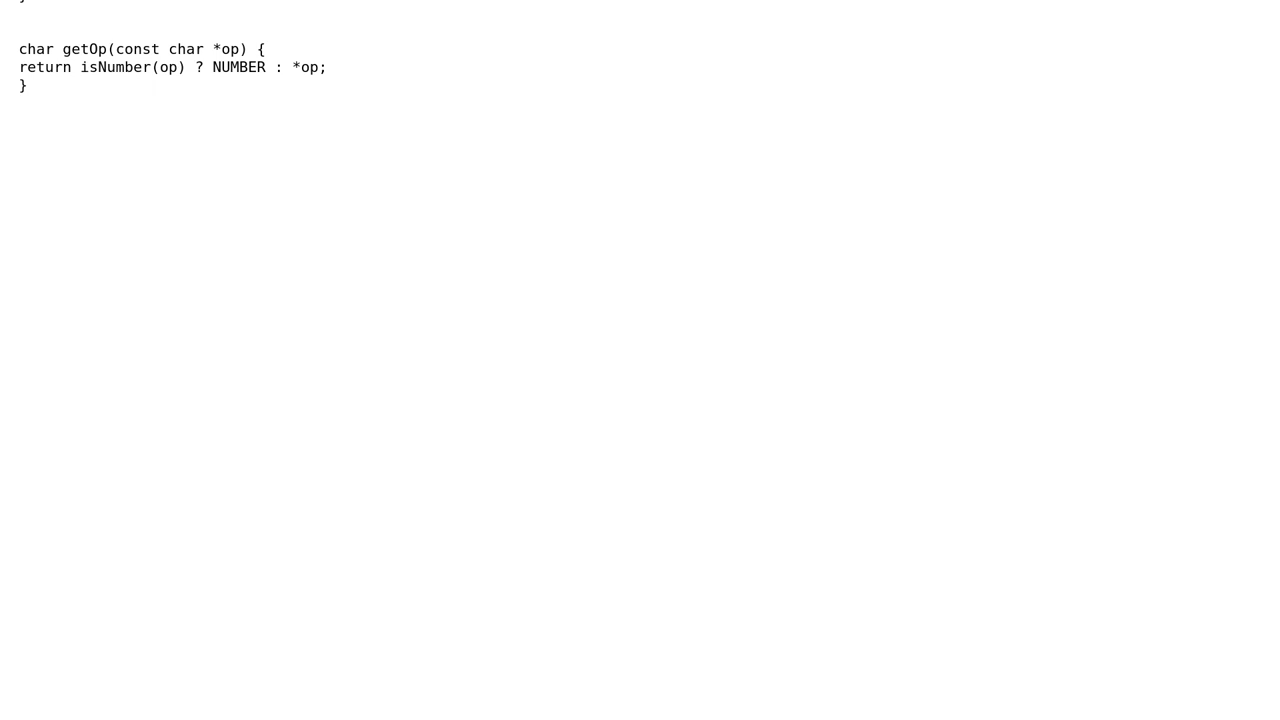 }
char getOp(const char *op) {
return isNumber(op) ? NUMBER : *op;
}